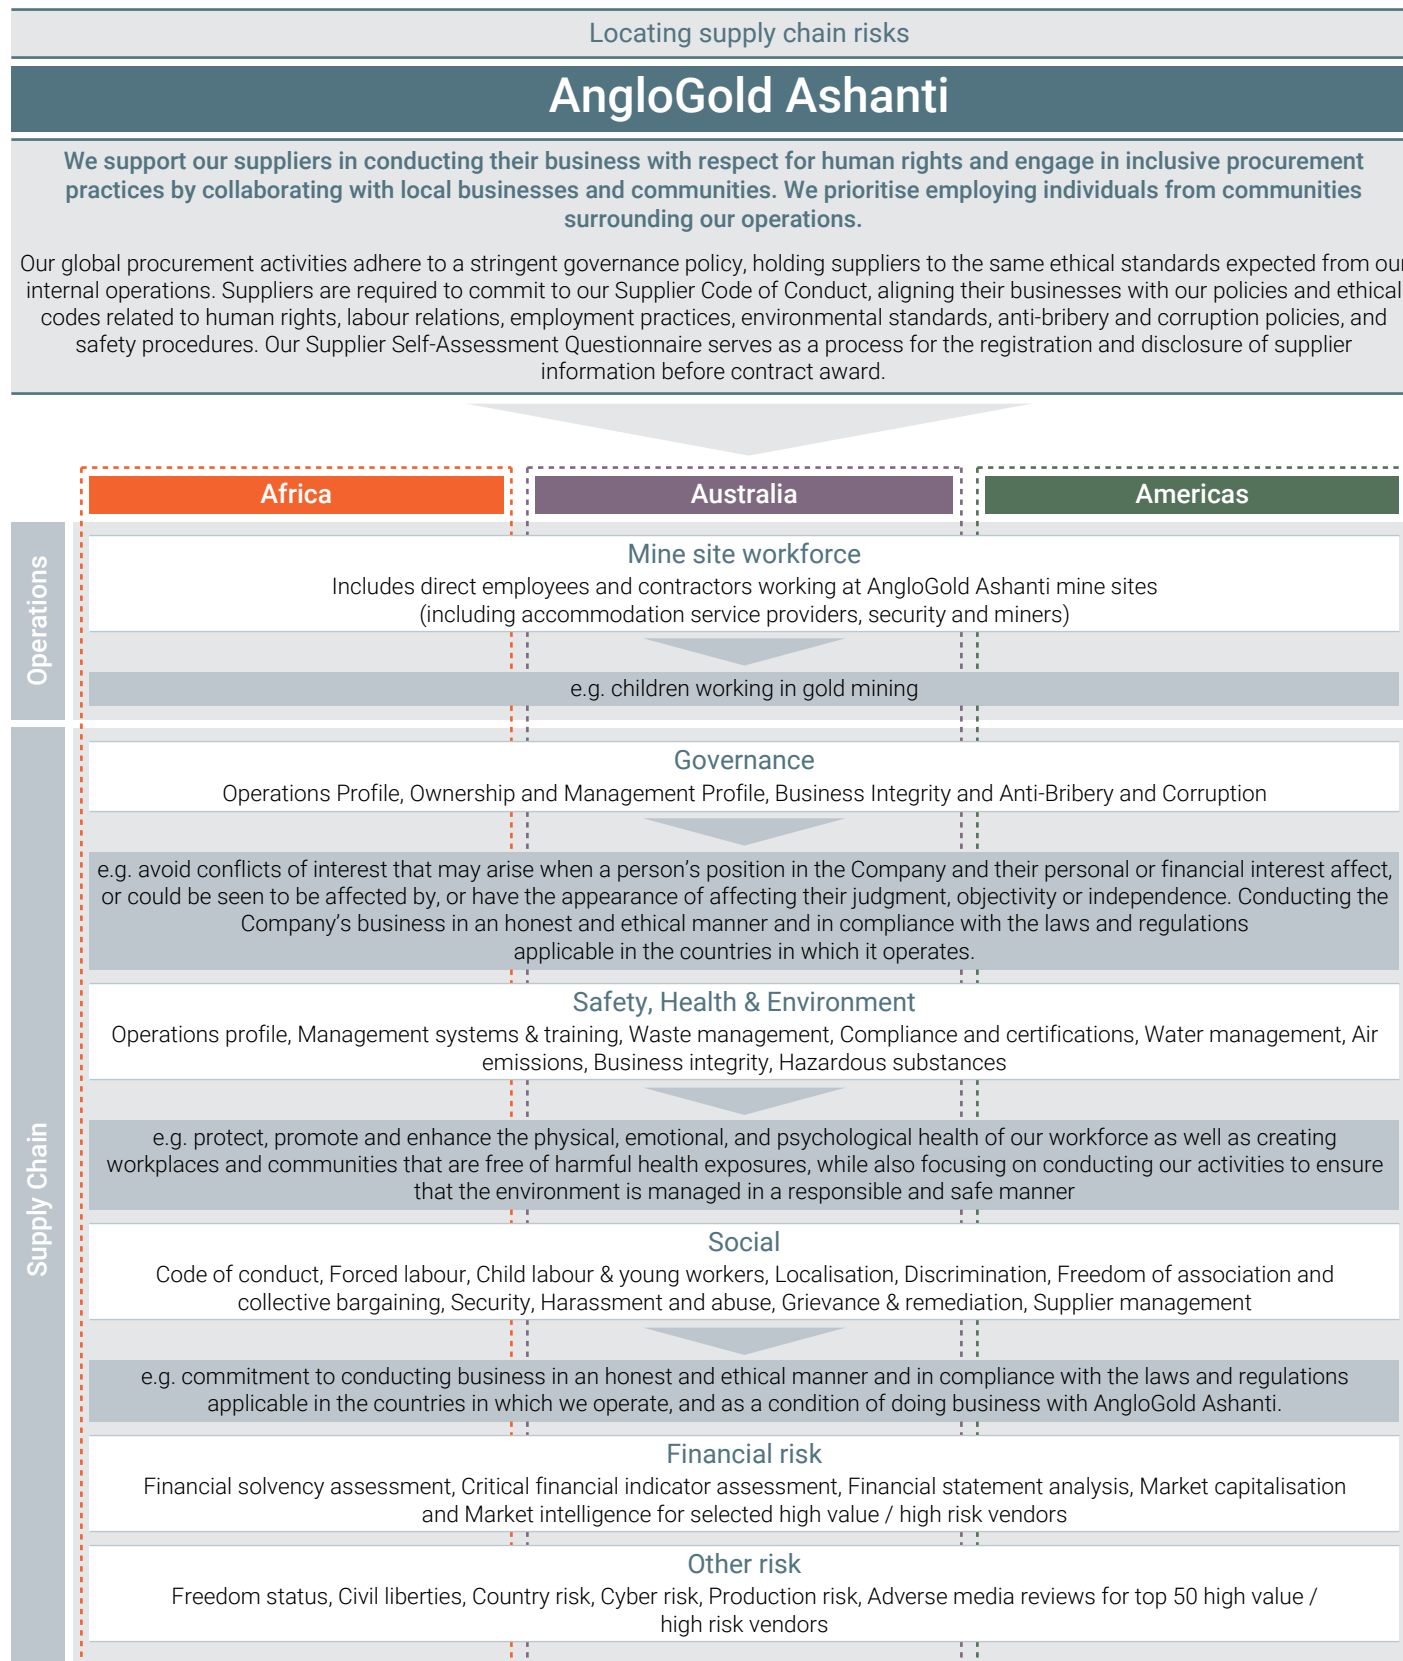 Locating supply chain risks
AngloGold Ashanti
We support our suppliers in conducting their business with respect for human rights and engage in inclusive procurement
practices by collaborating with local businesses and communities. We prioritise employing individuals from communities
surrounding our operations.
Our global procurement activities adhere to a stringent governance policy, holding suppliers to the same ethical standards expected from our
internal operations. Suppliers are required to commit to our Supplier Code of Conduct, aligning their businesses with our policies and ethical
codes related to human rights, labour relations, employment practices, environmental standards, anti-bribery and corruption policies, and
safety procedures. Our Supplier Self-Assessment Questionnaire serves as a process for the registration and disclosure of supplier
information before contract award.
Africa
Australia
Americas
Operations
Mine site workforce
Includes direct employees and contractors working at AngloGold Ashanti mine sites
(including accommodation service providers, security and miners)
e.g. children working in gold mining
Supply Chain
Governance
Operations Profile, Ownership and Management Profile, Business Integrity and Anti-Bribery and Corruption
e.g. avoid conflicts of interest that may arise when a person's position in the Company and their personal or financial interest affect,
or could be seen to be affected by, or have the appearance of affecting their judgment, objectivity or independence. Conducting the
Company's business in an honest and ethical manner and in compliance with the laws and regulations
applicable in the countries in which it operates.
Safety, Health & Environment
Operations profile, Management systems & training, Waste management, Compliance and certifications, Water management, Air
emissions, Business integrity, Hazardous substances
e.g. protect, promote and enhance the physical, emotional, and psychological health of our workforce as well as creating
workplaces and communities that are free of harmful health exposures, while also focusing on conducting our activities to ensure
that the environment is managed in a responsible and safe manner
Social
Code of conduct, Forced labour, Child labour & young workers, Localisation, Discrimination, Freedom of association and
collective bargaining, Security, Harassment and abuse, Grievance & remediation, Supplier management
e.g. commitment to conducting business in an honest and ethical manner and in compliance with the laws and regulations
applicable in the countries in which we operate, and as a condition of doing business with AngloGold Ashanti.
Financial risk
Financial solvency assessment, Critical financial indicator assessment, Financial statement analysis, Market capitalisation
and Market intelligence for selected high value / high risk vendors
Other risk
Freedom status, Civil liberties, Country risk, Cyber risk, Production risk, Adverse media reviews for top 50 high value /
high risk vendors